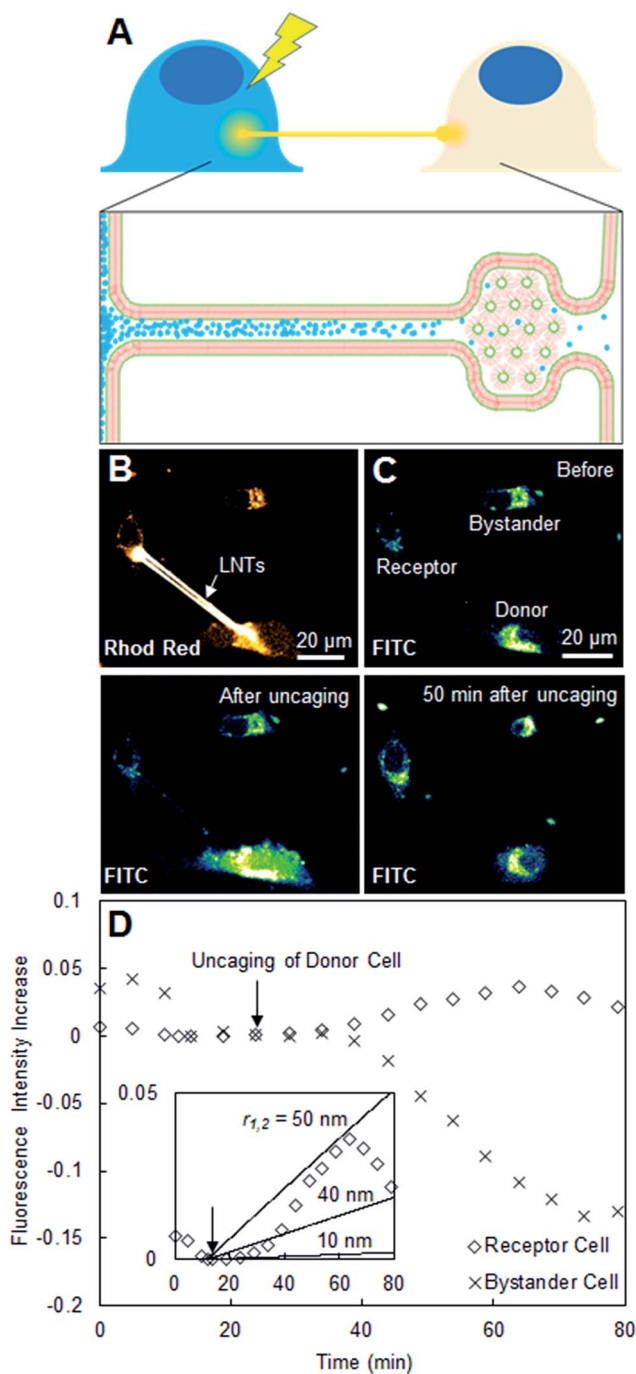 A
B
LNTs
Rhod Red
20 µm
C
Before
Bystander
Receptor
Donor
FITC
20 µm
After uncaging
FITC
50 min after uncaging
FITC
D
Uncaging of Donor Cell
Fluorescence Intensity Increase
0.1
0.05
0
-0.05
-0.1
-0.15
-0.2
0.05
0
r1,2 = 50 nm
40 nm
10 nm
0 20 40 60 80
Receptor Cell
Bystander Cell
0 20 40 60 80
Time (min)